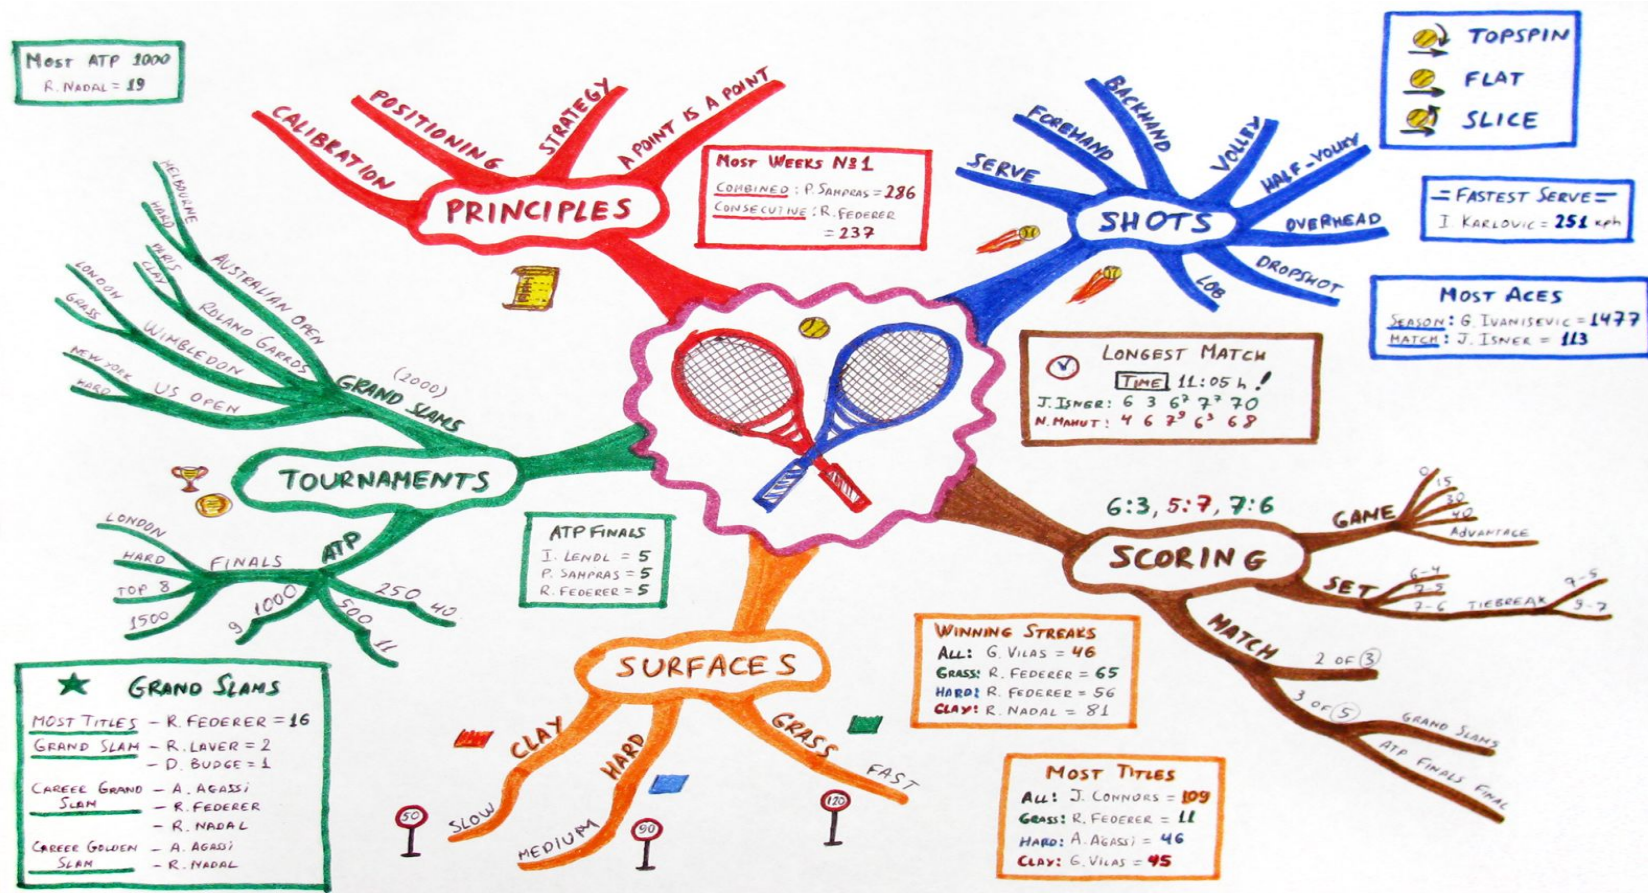 MOST ATP 1000
R. NADAL = 19
PRINCIPLES
CALIBRATION
POSITIONING
STRATEGY
A POINT IS A POINT
MOST WEEKS Nº1
COMBINED : P. SAMPRAS = 286
CONSECUTIVE : R. FEDERER
= 237
SHOTS
SERVE
FOREHAND
BACKHAND
VOLLEY
HALF-VOLLEY
OVERHEAD
DROPSHOT
LOB
TOPSPIN
FLAT
SLICE
= FASTEST SERVE =
I. KARLOVIC = 251 kph
MOST ACES
SEASON : G. IVANISEVIC = 1477
MATCH : J. ISNER = 113
LONGEST MATCH
TIME 11:05 h !
J. ISNER : 6 3 6⁷ 7⁷ 70
N. MAHUT : 4 6 7⁹ 6³ 68
TOURNAMENTS
GRAND SLAMS
(2000)
AUSTRALIAN OPEN
MELBOURNE
HARD
ROLAND GARROS
PARIS
CLAY
WIMBLEDON
LONDON
GRASS
US OPEN
NEW YORK
HARD
ATP
FINALS
LONDON
HARD
TOP 8
1500
1000
9
500
11
250
40
ATP FINALS
I. LENDL = 5
P. SAMPRAS = 5
R. FEDERER = 5
★ GRAND SLAMS
MOST TITLES - R. FEDERER = 16
GRAND SLAM - R. LAVER = 2
- D. BUDGE = 1
CAREER GRAND - A. AGASSI
SLAM - R. FEDERER
- R. NADAL
CAREER GOLDEN - A. AGASSI
SLAM - R. NADAL
SURFACES
CLAY
SLOW
50
HARD
MEDIUM
90
GRASS
FAST
120
WINNING STREAKS
ALL: G. VILAS = 46
GRASS: R. FEDERER = 65
HARD: R. FEDERER = 56
CLAY: R. NADAL = 81
MOST TITLES
ALL: J. CONNORS = 109
GRASS: R. FEDERER = 11
HARD: A. AGASSI = 46
CLAY: G. VILAS = 45
6:3, 5:7, 7:6
SCORING
GAME
0
15
30
40
ADVANTAGE
SET
6-4
7-5
7-6
TIEBREAK
7-5
9-7
MATCH
2 OF 3
3 OF 5
GRAND SLAMS
ATP FINALS FINAL